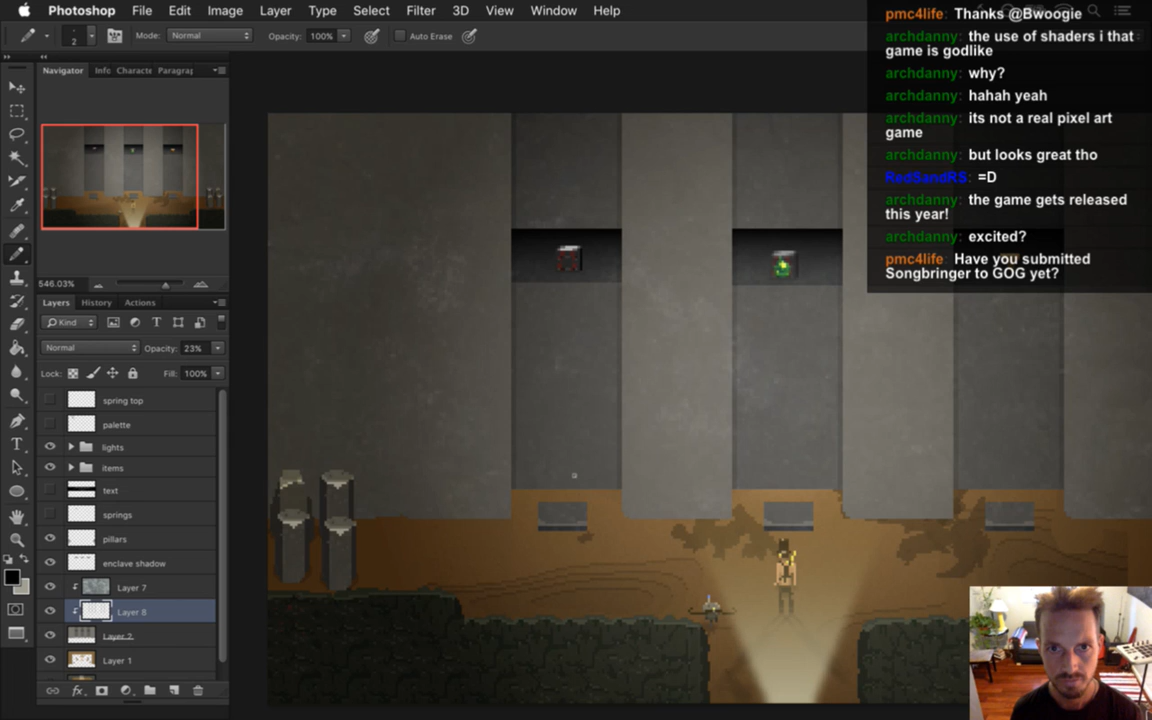 Photoshop File Edit Image Layer Type Select Filter 3D View Window Help
2 Mode: Normal Opacity: 100% Auto Erase
Navigator Info Characte Paragrap
546.03%
Layers History Actions
Kind
Normal Opacity: 23%
Lock: Fill: 100%
spring top
palette
lights
items
text
springs
pillars
enclave shadow
Layer 7
Layer 8
Layer 2
Layer 1
pmc4life: Thanks @Bwoogie
archdanny: the use of shaders i that
game is godlike
archdanny: why?
archdanny: hahah yeah
archdanny: its not a real pixel art
game
archdanny: but looks great tho
RedSandRS: =D
archdanny: the game gets released
this year!
archdanny: excited?
pmc4life: Have you submitted
Songbringer to GOG yet?